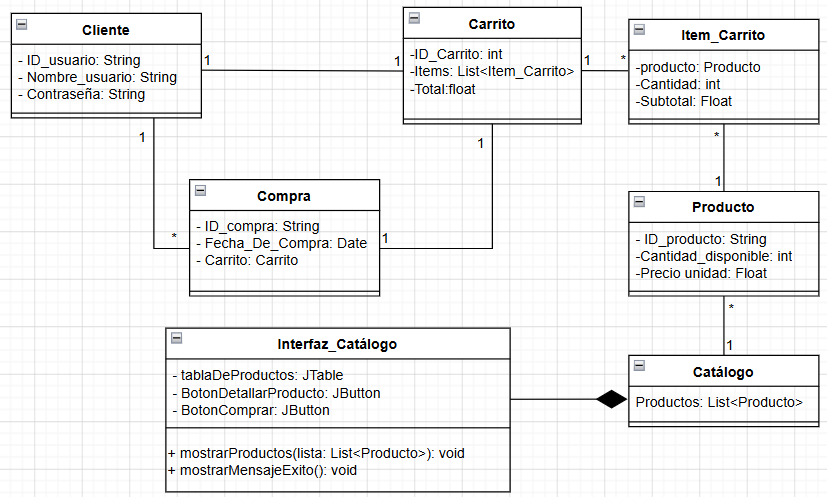 Cliente
- ID_usuario: String
- Nombre_usuario: String
- Contraseña: String
1
1
Carrito
-ID_Carrito: int
-Items: List<Item_Carrito>
-Total:float
1
*
Item_Carrito
-producto: Producto
-Cantidad: int
-Subtotal: Float
1
1
*
1
Compra
- ID_compra: String
- Fecha_De_Compra: Date
- Carrito: Carrito
*
1
Producto
- ID_producto: String
-Cantidad_disponible: int
-Precio unidad: Float
*
1
Interfaz_Catálogo
- tablaDeProductos: JTable
- BotonDetallarProducto: JButton
- BotonComprar: JButton
+ mostrarProductos(lista: List<Producto>): void
+ mostrarMensajeExito(): void
Catálogo
Productos: List<Producto>